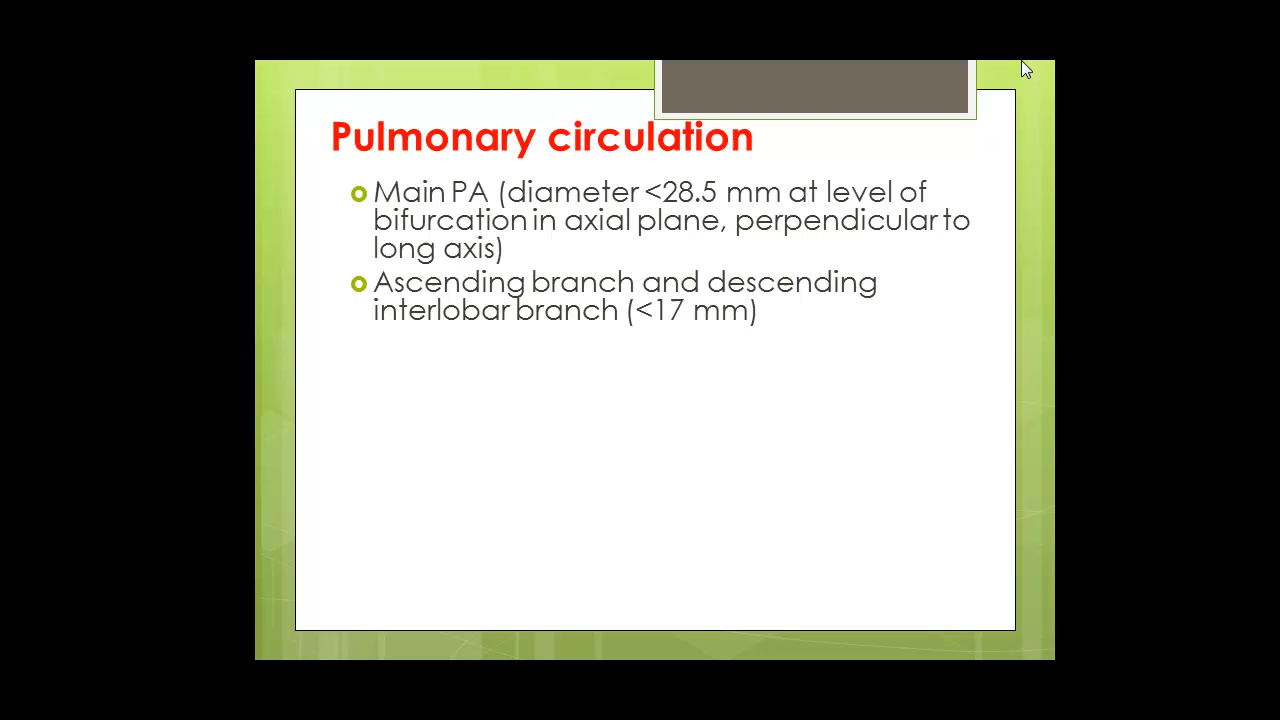 Pulmonary circulation
Main PA (diameter <28.5 mm at level of
bifurcation in axial plane, perpendicular to
long axis)
Ascending branch and descending
interlobar branch (<17 mm)